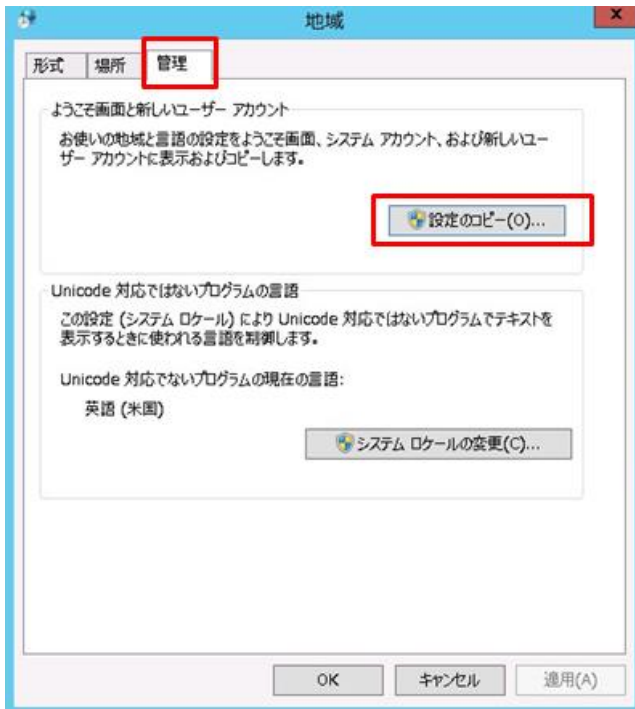 地域
形式 場所 管理
ようこそ画面と新しいユーザー アカウント
お使いの地域と言語の設定をようこそ画面、システム アカウント、および新しいユー
ザー アカウントに表示およびコピーします。
設定のコピー(O)...
Unicode 対応ではないプログラムの言語
この設定 (システム ロケール) により Unicode 対応ではないプログラムでテキストを
表示するときに使われる言語を制御します。
Unicode 対応でないプログラムの現在の言語:
英語 (米国)
システム ロケールの変更(C)...
OK キャンセル 適用(A)